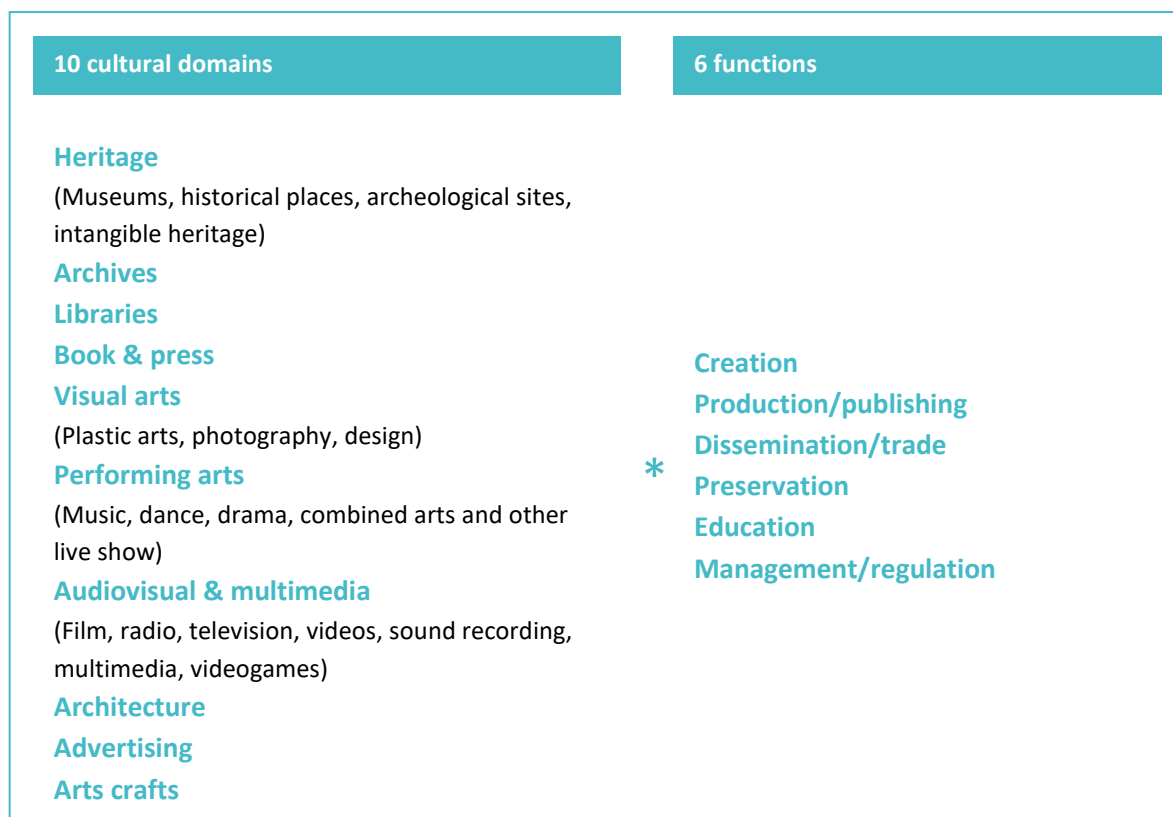 10 cultural domains
Heritage
(Museums, historical places, archeological sites,
intangible heritage)
Archives
Libraries
Book & press
Visual arts
(Plastic arts, photography, design)
Performing arts
(Music, dance, drama, combined arts and other
live show)
Audiovisual & multimedia
(Film, radio, television, videos, sound recording,
multimedia, videogames)
Architecture
Advertising
Arts crafts
*
6 functions
Creation
Production/publishing
Dissemination/trade
Preservation
Education
Management/regulation